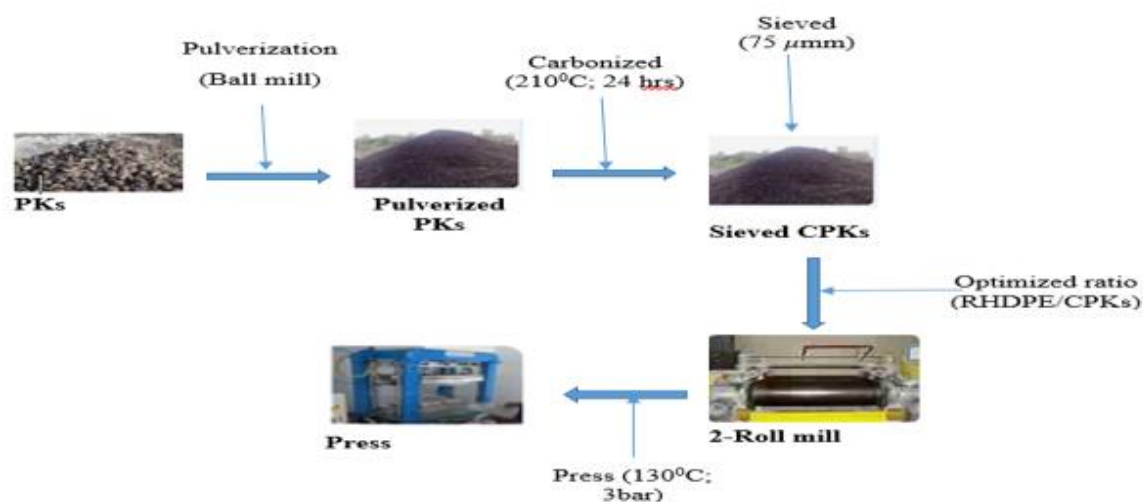 Pulverization
(Ball mill)
Carbonized
(210⁰C; 24 hrs)
Sieved
(75 µmm)
PKs
Pulverized
PKs
Sieved CPKs
Optimized ratio
(RHDPE/CPKs)
2-Roll mill
Press (130⁰C;
3bar)
Press